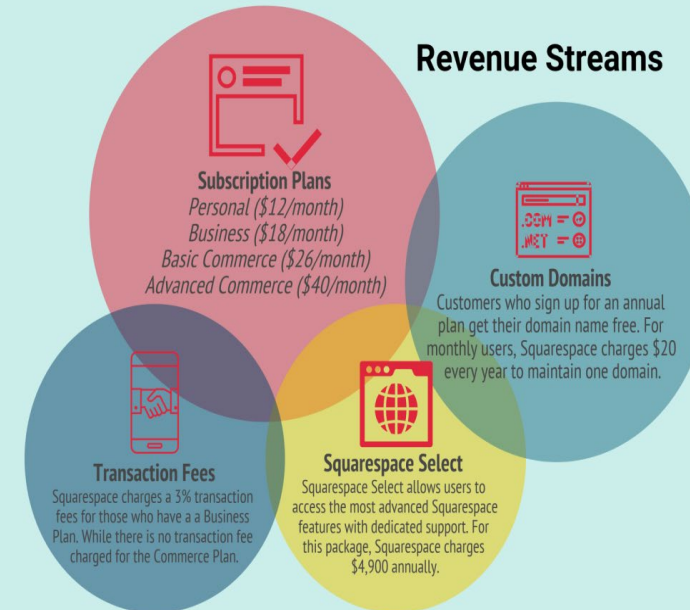 Revenue Streams
Subscription Plans
Personal ($12/month)
Business ($18/month)
Basic Commerce ($26/month)
Advanced Commerce ($40/month)
.COM =
.NET =
Custom Domains
Customers who sign up for an annual
plan get their domain name free. For
monthly users, Squarespace charges $20
every year to maintain one domain.
Transaction Fees
Squarespace charges a 3% transaction
fees for those who have a a Business
Plan. While there is no transaction fee
charged for the Commerce Plan.
Squarespace Select
Squarespace Select allows users to
access the most advanced Squarespace
features with dedicated support. For
this package, Squarespace charges
$4,900 annually.